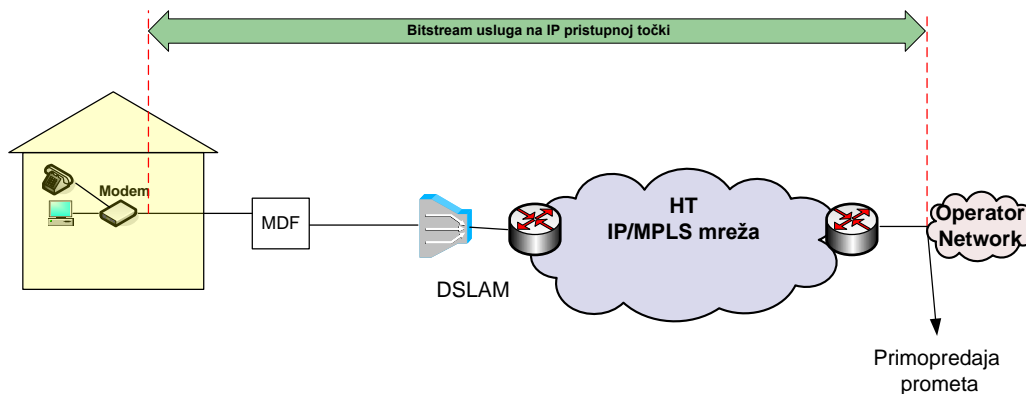 Bitstream usluga na IP pristupnoj točki
Modem
MDF
DSLAM
HT
IP/MPLS mreža
Operator
Network
Primopredaja
prometa